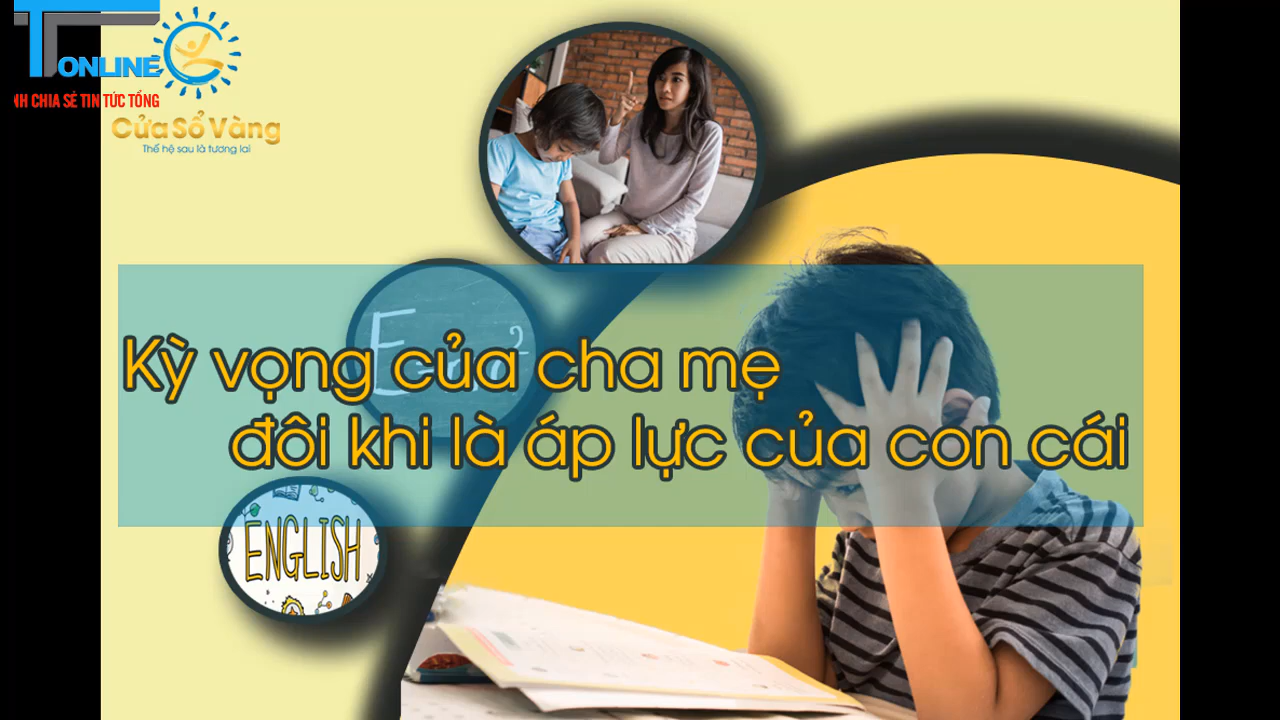 ONLINE
NH CHIA SẺ TIN TỨC TỔNG
Cửa Sổ Vàng
Thế hệ sau là tương lai
Kỳ vọng của cha mẹ
đôi khi là áp lực của con cái
ENGLISH